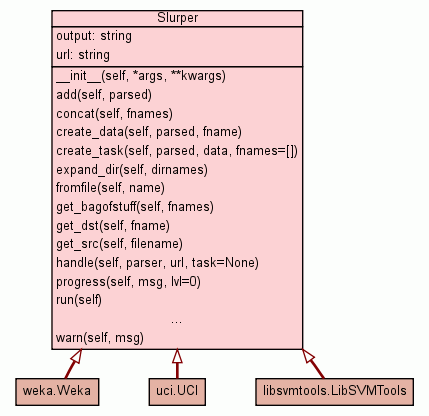 Slurper
output: string
url: string
__init__(self, *args, **kwargs)
add(self, parsed)
concat(self, fnames)
create_data(self, parsed, fname)
create_task(self, parsed, data, fnames=[])
expand_dir(self, dirnames)
fromfile(self, name)
get_bagofstuff(self, fnames)
get_dst(self, fname)
get_src(self, filename)
handle(self, parser, url, task=None)
progress(self, msg, lvl=0)
run(self)
...
warn(self, msg)
weka.Weka
uci.UCI
libsvmtools.LibSVMTools